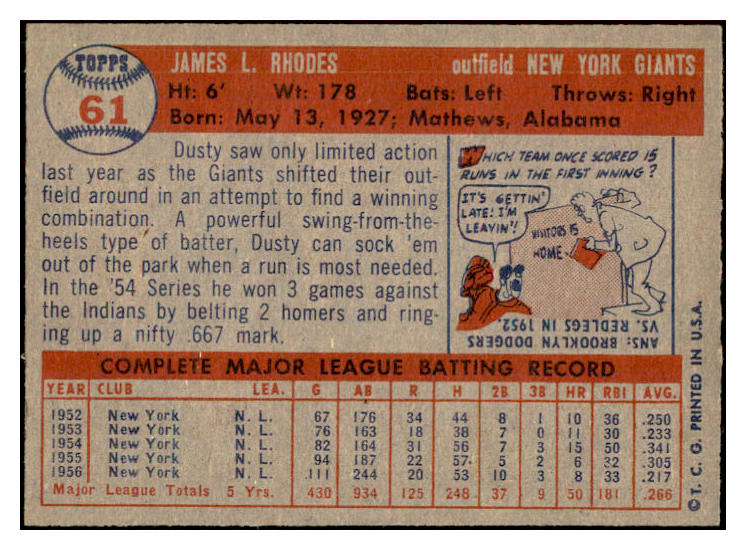 TOPPS
61
JAMES L. RHODES outfield NEW YORK GIANTS
Ht: 6' Wt: 178 Bats: Left Throws: Right
Born: May 13, 1927; Mathews, Alabama
Dusty saw only limited action
last year as the Giants shifted their out-
field around in an attempt to find a winning
combination. A powerful swing-from-the-
heels type of batter, Dusty can sock 'em
out of the park when a run is most needed.
In the '54 Series he won 3 games against
the Indians by belting 2 homers and ring-
ing up a nifty .667 mark.
WHICH TEAM ONCE SCORED 15
RUNS IN THE FIRST INNING?
IT'S GETTIN'
LATE! I'M
LEAVIN'!
VISITORS 15
HOME
ANS: BROOKLYN DODGERS
VS. REDLEGS IN 1952.
COMPLETE MAJOR LEAGUE BATTING RECORD
YEAR CLUB LEA. G AB R H 2B 3B HR RBI AVG.
1952 New York N. L. 67 176 34 44 8 1 10 36 .250
1953 New York N. L. 76 163 18 38 7 0 11 30 .233
1954 New York N. L. 82 164 31 56 7 3 15 50 .341
1955 New York N. L. 94 187 22 57 5 2 6 32 .305
1956 New York N. L. 111 244 20 53 10 3 8 33 .217
Major League Totals 5 Yrs. 430 934 125 248 37 9 50 181 .266
© T. C. G. PRINTED IN U.S.A.